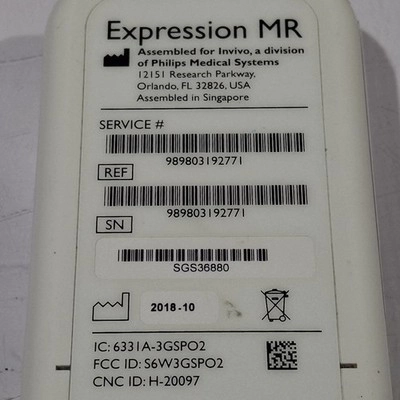 Expression MR
Assembled for Invivo, a division
of Philips Medical Systems
12151 Research Parkway,
Orlando, FL 32826, USA
Assembled in Singapore
SERVICE #
989803192771
REF
989803192771
SN
SGS36880
2018-10
IC: 6331A-3GSPO2
FCC ID: S6W3GSPO2
CNC ID: H-20097